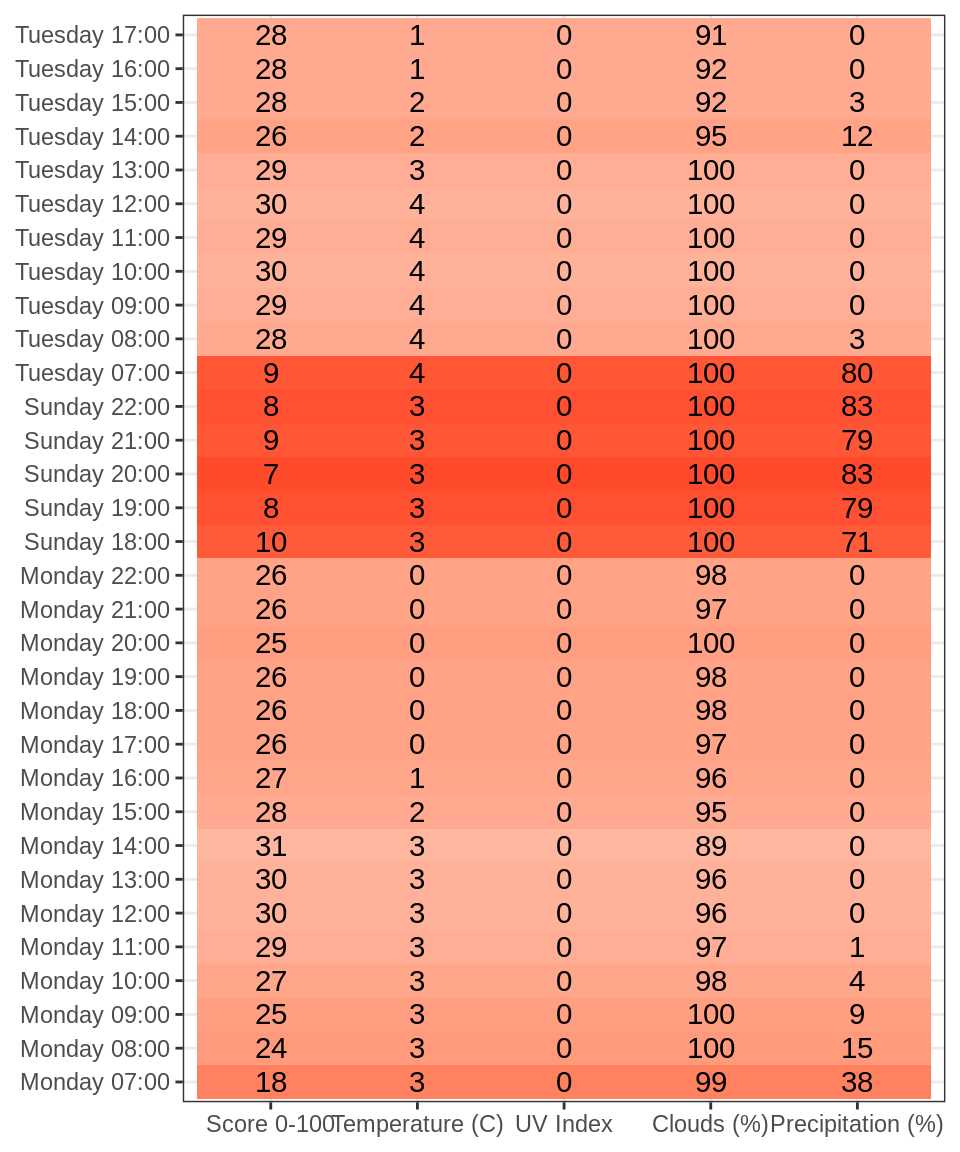 Tuesday 17:00 28 1 0 91 0
Tuesday 16:00 28 1 0 92 0
Tuesday 15:00 28 2 0 92 3
Tuesday 14:00 26 2 0 95 12
Tuesday 13:00 29 3 0 100 0
Tuesday 12:00 30 4 0 100 0
Tuesday 11:00 29 4 0 100 0
Tuesday 10:00 30 4 0 100 0
Tuesday 09:00 29 4 0 100 0
Tuesday 08:00 28 4 0 100 3
Tuesday 07:00 9 4 0 100 80
Sunday 22:00 8 3 0 100 83
Sunday 21:00 9 3 0 100 79
Sunday 20:00 7 3 0 100 83
Sunday 19:00 8 3 0 100 79
Sunday 18:00 10 3 0 100 71
Monday 22:00 26 0 0 98 0
Monday 21:00 26 0 0 97 0
Monday 20:00 25 0 0 100 0
Monday 19:00 26 0 0 98 0
Monday 18:00 26 0 0 98 0
Monday 17:00 26 0 0 97 0
Monday 16:00 27 1 0 96 0
Monday 15:00 28 2 0 95 0
Monday 14:00 31 3 0 89 0
Monday 13:00 30 3 0 96 0
Monday 12:00 30 3 0 96 0
Monday 11:00 29 3 0 97 1
Monday 10:00 27 3 0 98 4
Monday 09:00 25 3 0 100 9
Monday 08:00 24 3 0 100 15
Monday 07:00 18 3 0 99 38
Score 0-100 Temperature (C) UV Index Clouds (%) Precipitation (%)